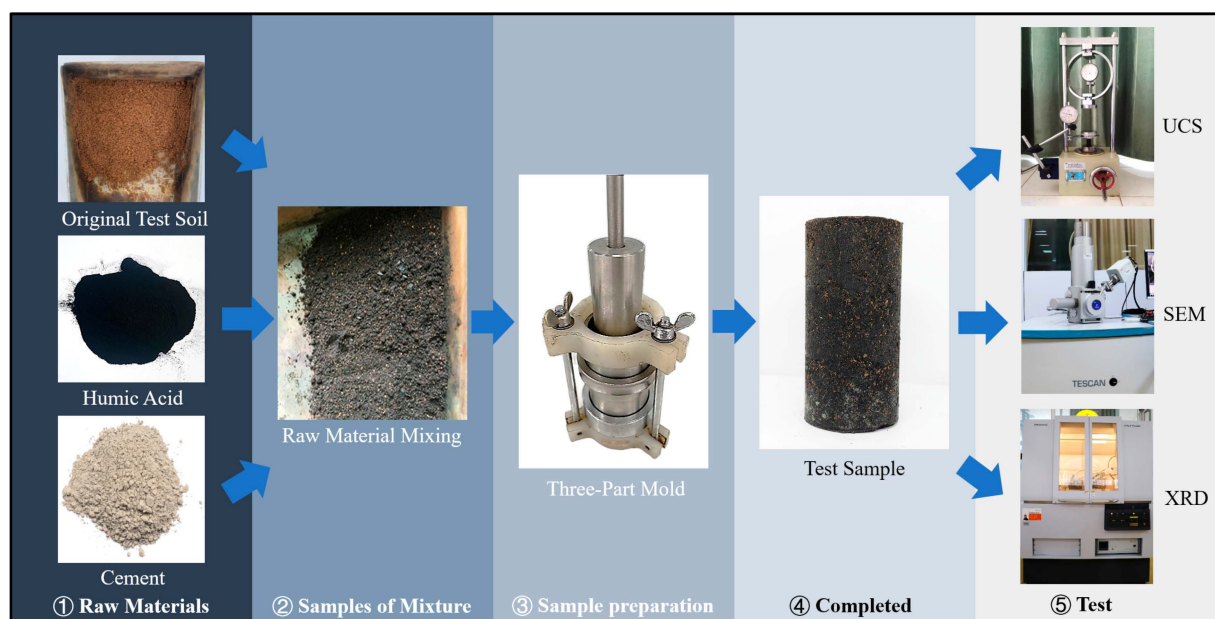 Original Test Soil
Humic Acid
Cement
① Raw Materials
Raw Material Mixing
② Samples of Mixture
Three-Part Mold
③ Sample preparation
Test Sample
④ Completed
UCS
SEM
TESCAN
XRD
⑤ Test